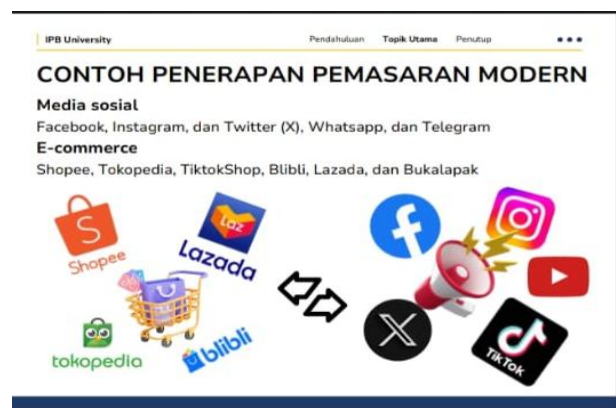 IPB University
Pendahuluan Topik Utama Penutup
CONTOH PENERAPAN PEMASARAN MODERN
Media sosial
Facebook, Instagram, dan Twitter (X), Whatsapp, dan Telegram
E-commerce
Shopee, Tokopedia, TiktokShop, Blibli, Lazada, dan Bukalapak
S
Shopee
Laz
Lazada
tokopedia
blibli
f
X
TikTok